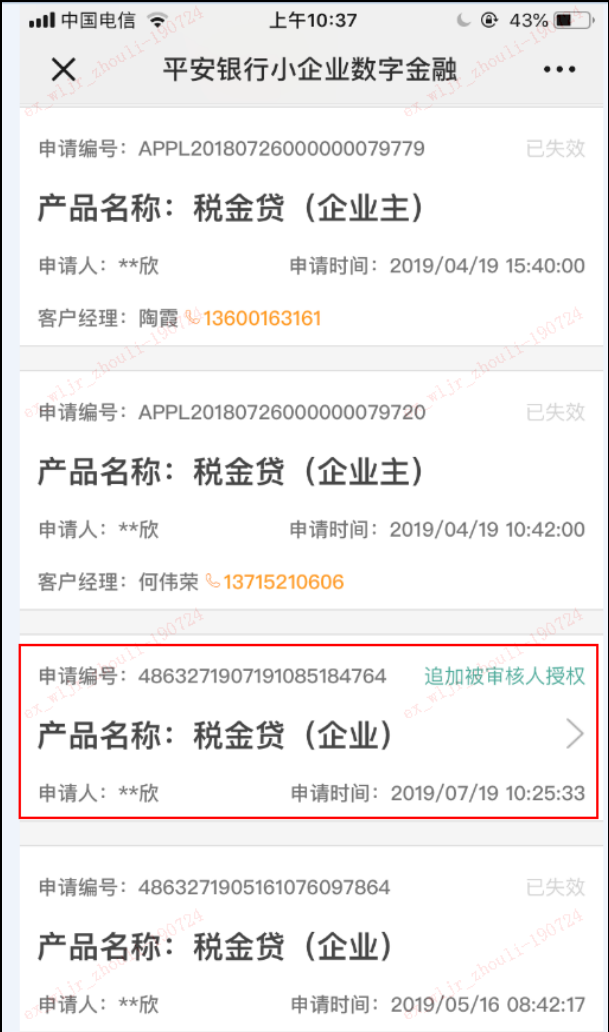 中国电信 上午10:37 43%
平安银行小企业数字金融
申请编号：APPL20180726000000079779 已失效
产品名称：税金贷（企业主）
申请人：**欣 申请时间：2019/04/19 15:40:00
客户经理：陶霞 13600163161
申请编号：APPL20180726000000079720 已失效
产品名称：税金贷（企业主）
申请人：**欣 申请时间：2019/04/19 10:42:00
客户经理：何伟荣 13715210606
申请编号：4863271907191085184764 追加被审核人授权
产品名称：税金贷（企业）
申请人：**欣 申请时间：2019/07/19 10:25:33
申请编号：4863271905161076097864 已失效
产品名称：税金贷（企业）
申请人：**欣 申请时间：2019/05/16 08:42:17
ex_wljr_zhouli-190724